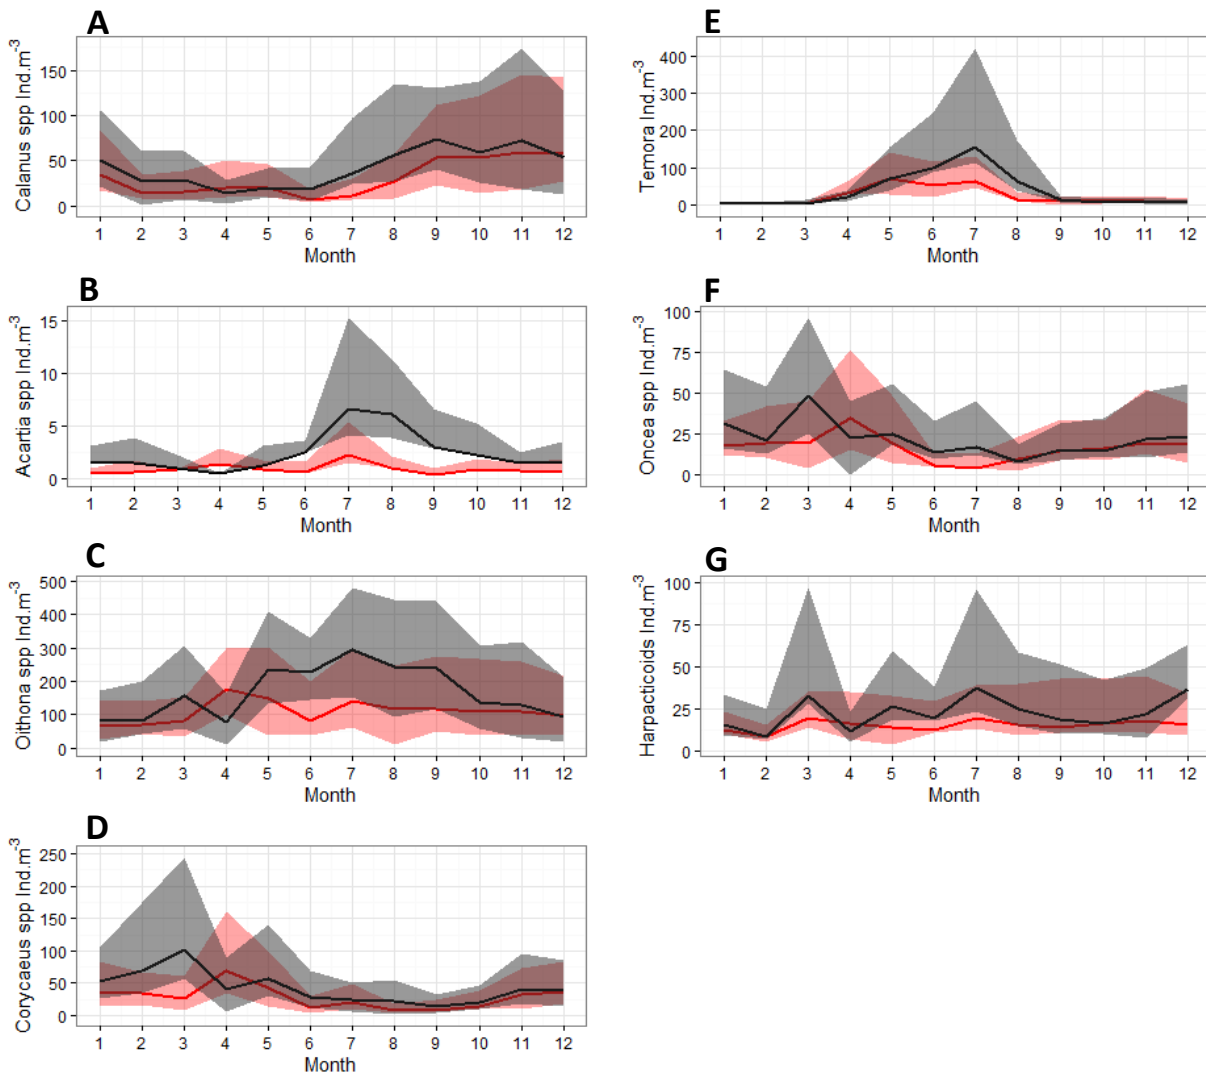 A
Calanus spp Ind.m-3
150
100
50
0
1 2 3 4 5 6 7 8 9 10 11 12
Month
B
Acartia spp Ind.m-3
15
10
5
0
1 2 3 4 5 6 7 8 9 10 11 12
Month
C
Oithona spp Ind.m-3
500
400
300
200
100
0
1 2 3 4 5 6 7 8 9 10 11 12
Month
D
Corycaeus spp Ind.m-3
250
200
150
100
50
0
1 2 3 4 5 6 7 8 9 10 11 12
Month
E
Temora Ind.m-3
400
300
200
100
0
1 2 3 4 5 6 7 8 9 10 11 12
Month
F
Oncea spp Ind.m-3
100
75
50
25
0
1 2 3 4 5 6 7 8 9 10 11 12
Month
G
Harpacticoids Ind.m-3
100
75
50
25
0
1 2 3 4 5 6 7 8 9 10 11 12
Month